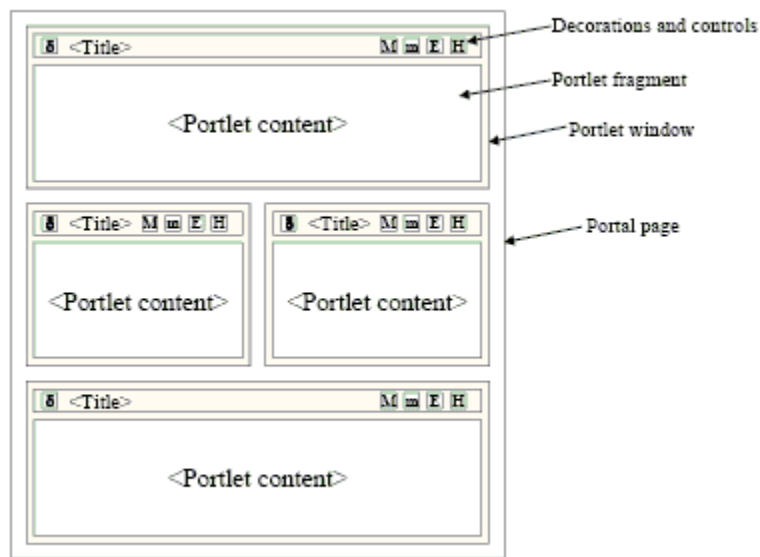 δ <Title> M m E H
Decorations and controls
Portlet fragment
<Portlet content>
Portlet window
δ <Title> M m E H
δ <Title> M m E H
Portal page
<Portlet content>
<Portlet content>
δ <Title> M m E H
<Portlet content>